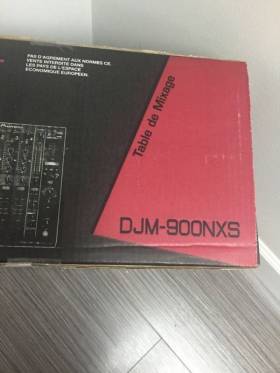 PAS D'AGREMENT AUX NORMES CE.
VENTE INTERDITE DANS
LES PAYS DE L'ESPACE
ECONOMIQUE EUROPEEN.
Table de Mixage
DJM-900NXS